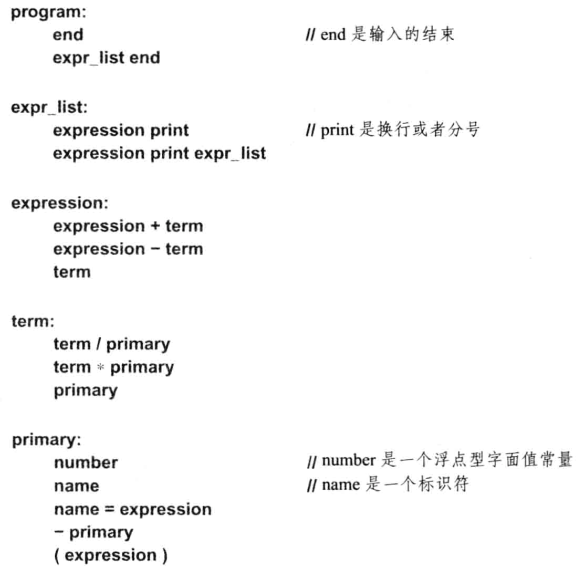 program:
end // end 是输入的结束
expr_list end
expr_list:
expression print // print 是换行或者分号
expression print expr_list
expression:
expression + term
expression − term
term
term:
term / primary
term * primary
primary
primary:
number // number 是一个浮点型字面值常量
name // name 是一个标识符
name = expression
− primary
( expression )